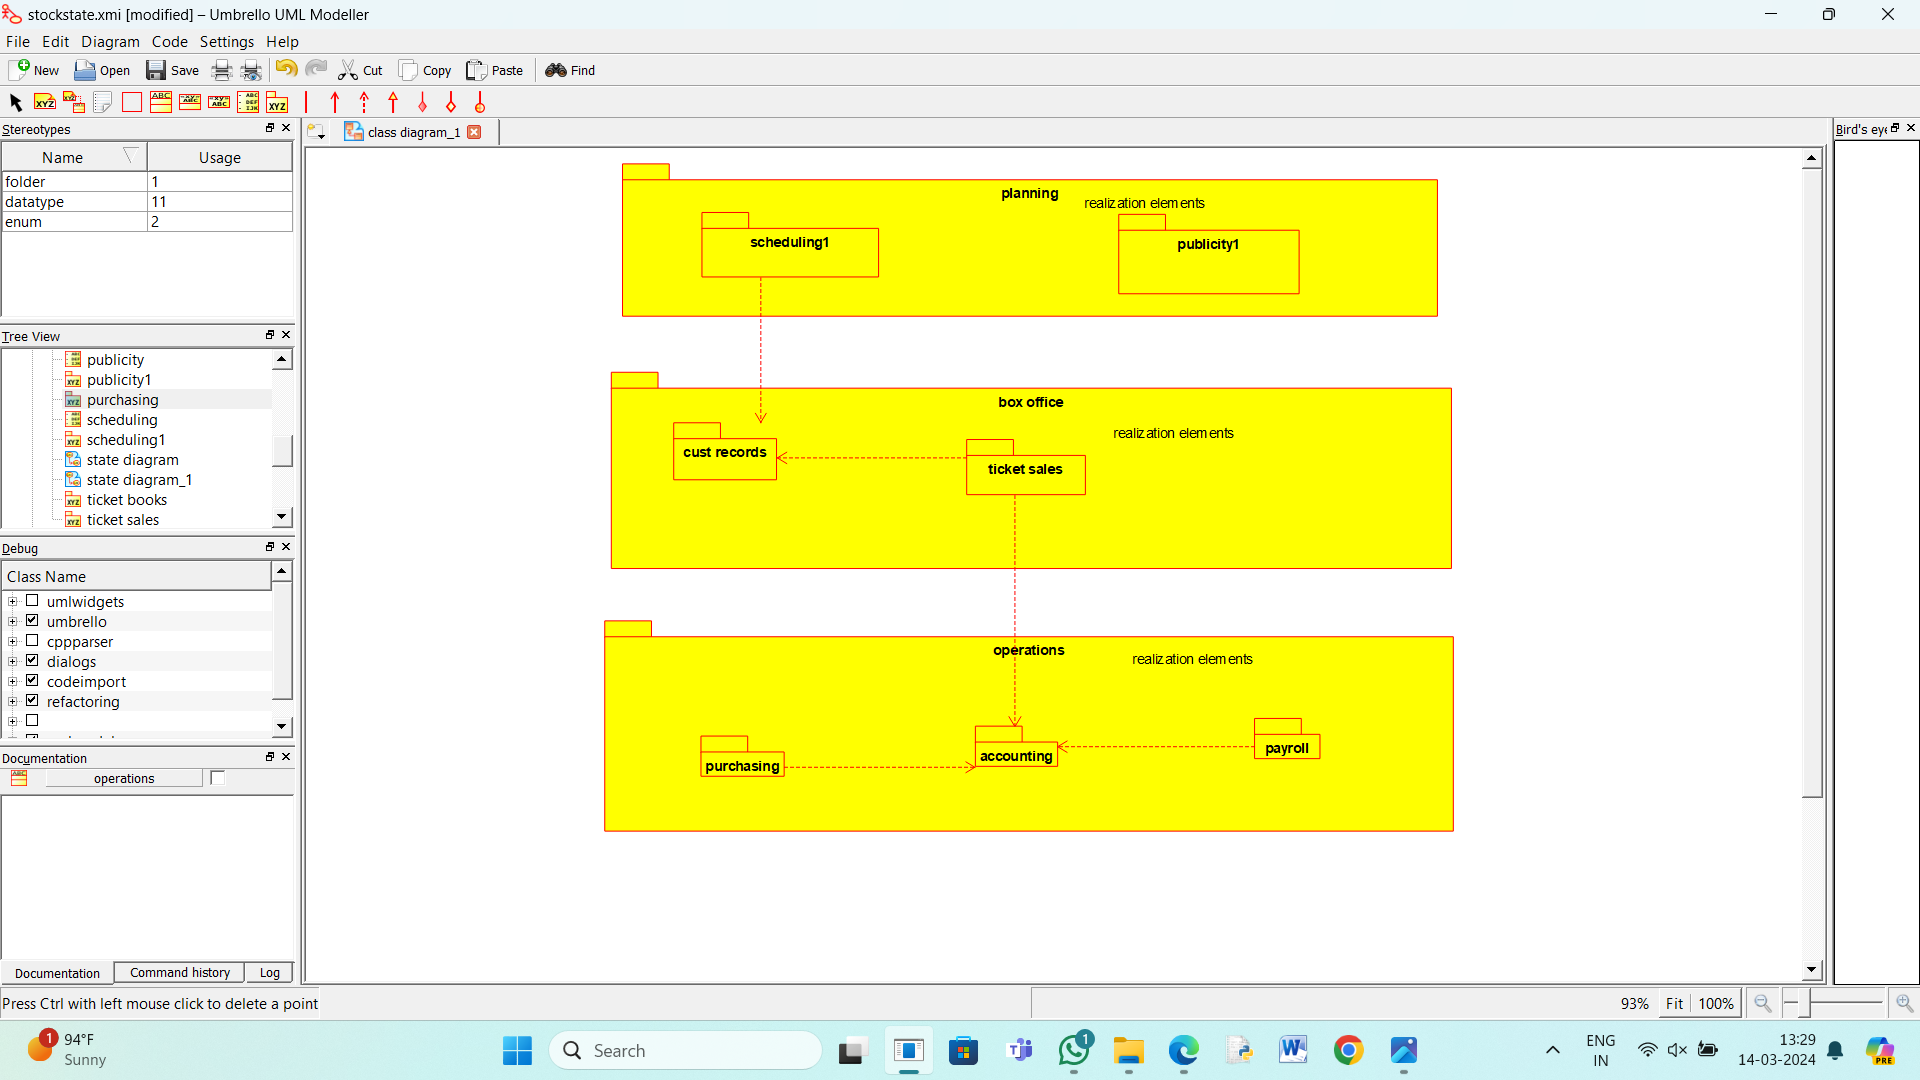 stockstate.xmi [modified] – Umbrello UML Modeller
File Edit Diagram Code Settings Help
New Open Save Cut Copy Paste Find
Stereotypes
Name Usage
folder 1
datatype 11
enum 2
Tree View
publicity
publicity1
purchasing
scheduling
scheduling1
state diagram
state diagram_1
ticket books
ticket sales
Debug
Class Name
umlwidgets
umbrello
cppparser
dialogs
codeimport
refactoring
Documentation
operations
Documentation Command history Log
Press Ctrl with left mouse click to delete a point
class diagram_1
planning
realization elements
scheduling1
publicity1
box office
realization elements
cust records
ticket sales
operations
realization elements
purchasing
accounting
payroll
Bird's eye
93% Fit 100%
1
94°F
Sunny
Search
1
ENG
IN
13:29
14-03-2024
PRE